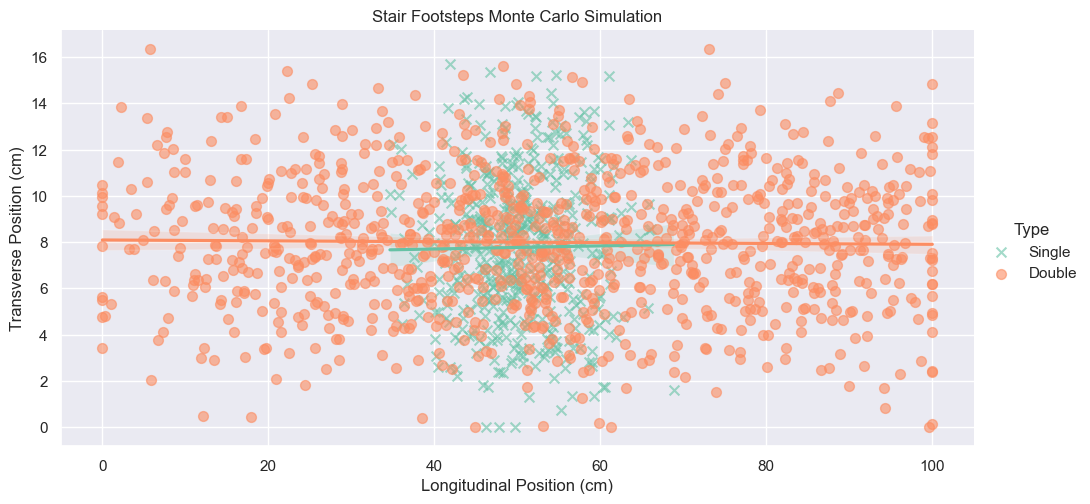 Stair Footsteps Monte Carlo Simulation
16
14
12
10
8
6
4
2
0
Transverse Position (cm)
0 20 40 60 80 100
Longitudinal Position (cm)
Type
Single
Double